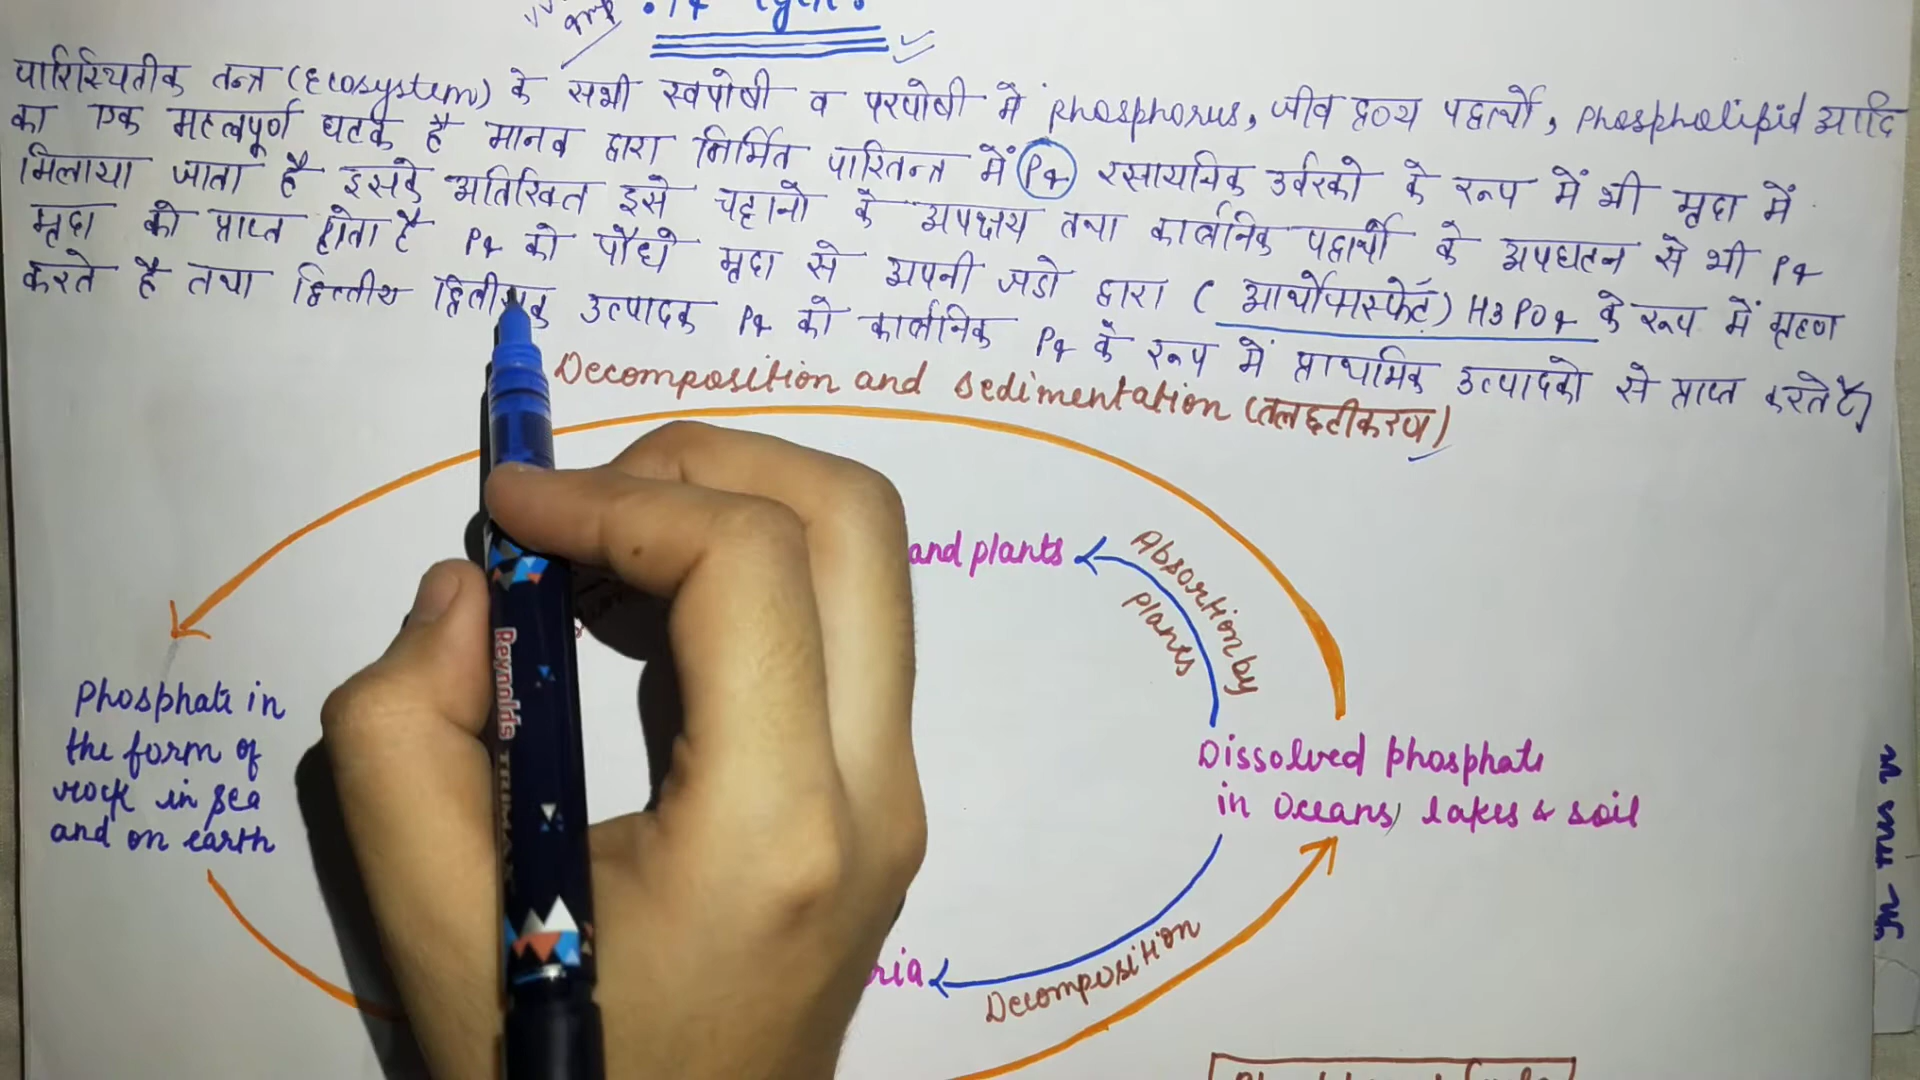 पारिस्थितीक तन्त्र (Ecosystem) के सभी स्वपोषी व परपोषी में Phosphorus, जीव द्रव्य पदार्थो, Phospholipid आदि
का एक महत्वपूर्ण घटक है मानव द्वारा निर्मित पारितन्त्र में P4 रसायनिक उर्वरको के रूप में भी मृदा में
मिलाया जाता है इसके अतिरिक्त इसे चट्टानो के अपक्षय तथा कार्बनिक पदार्थो के अपघटन से भी P4
मृदा को प्राप्त होता है P4 को पौधे मृदा से अपनी जडो द्वारा (आर्थोफास्फेट) H3PO4 के रूप में ग्रहण
करते है तथा द्वितीय उत्पादक P4 को कार्बनिक P4 के रूप में प्राथमिक उत्पादको से प्राप्त करते है
Decomposition and Sedimentation (तलछटीकरण)
and plants
Absortion by
plants
Phosphate in
the form of
rock in sea
and on earth
Dissolved phosphate
in oceans, lakes & soil
Decomposition
Reynolds TRIMAX